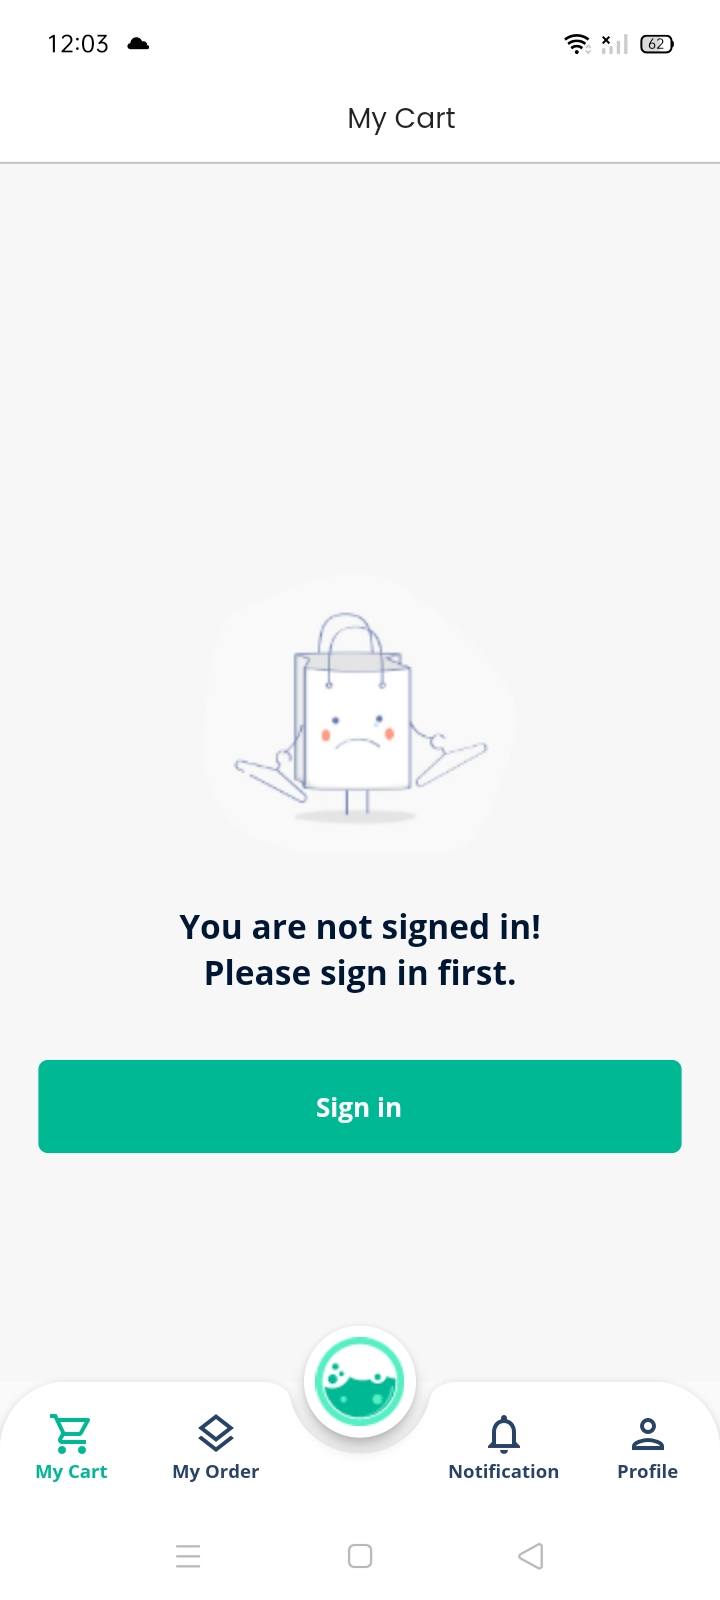 12:03
62
My Cart
You are not signed in!
Please sign in first.
Sign in
My Cart
My Order
Notification
Profile